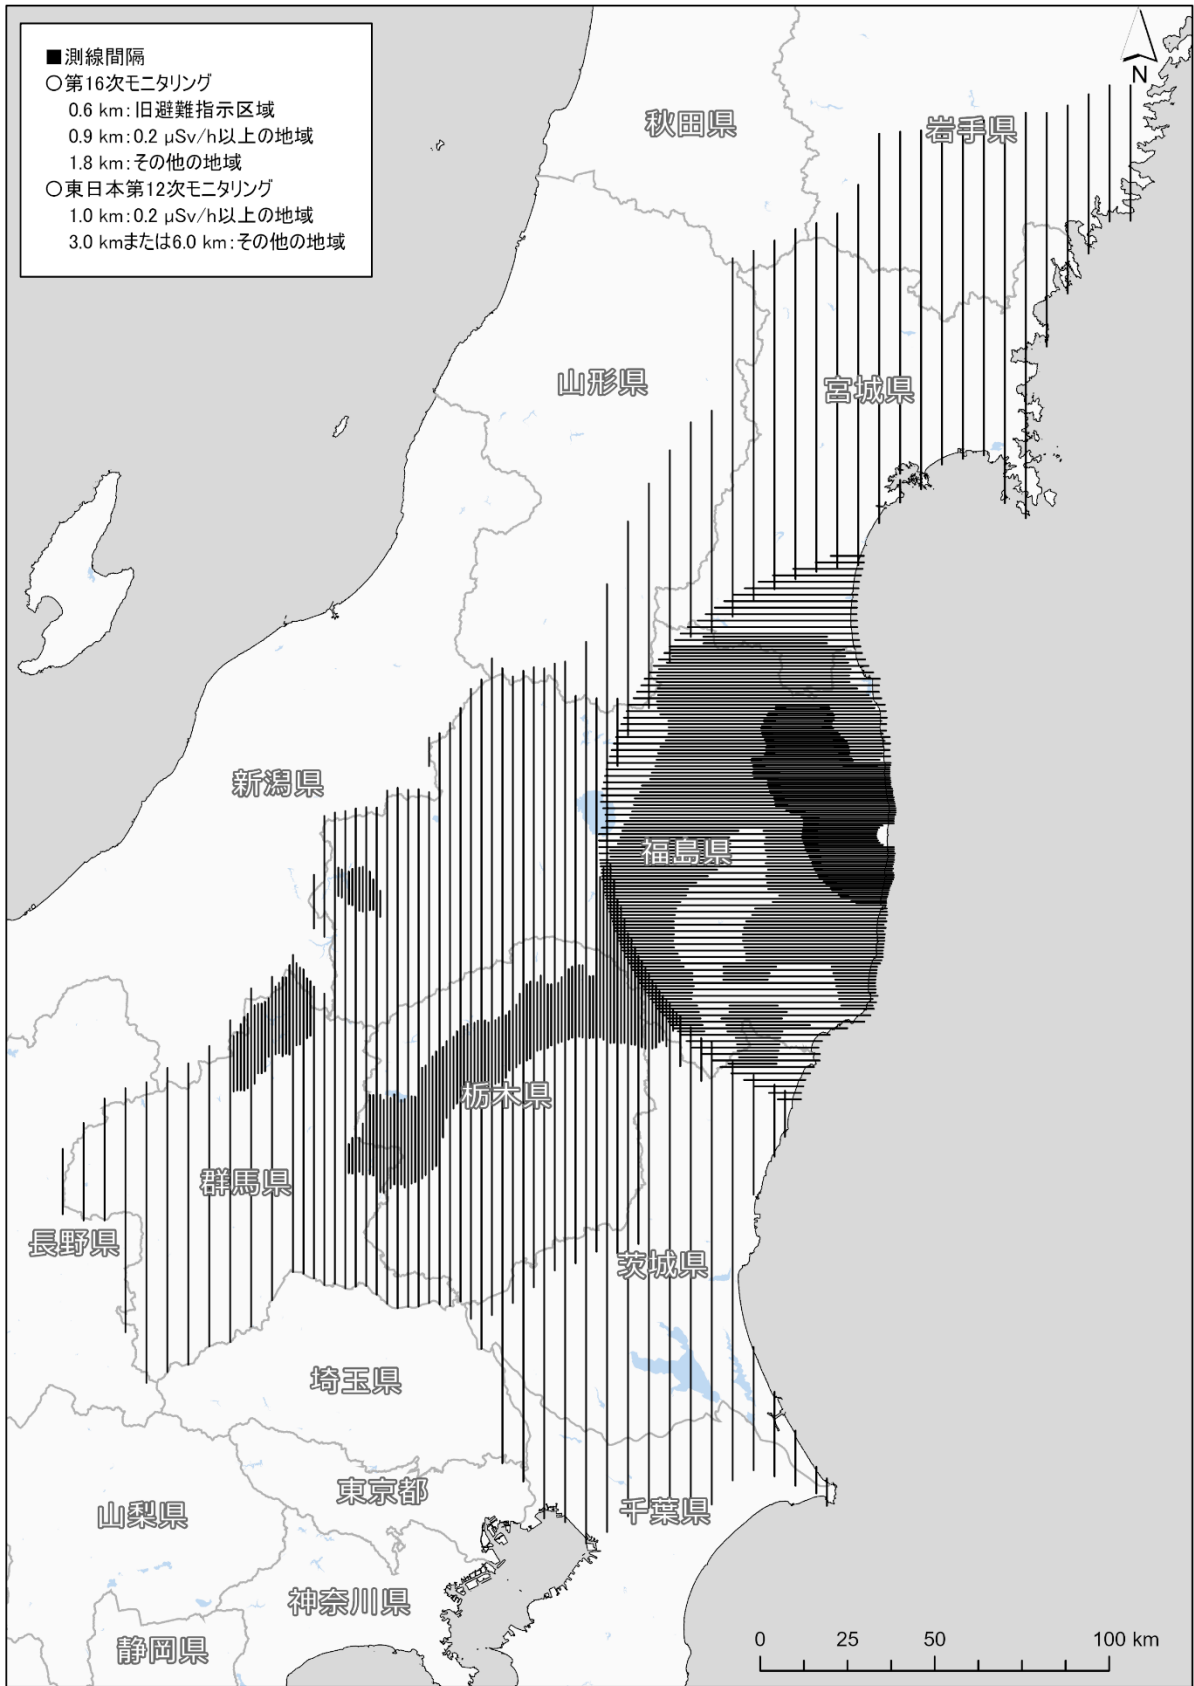 ■測線間隔
○第16次モニタリング
0.6 km:旧避難指示区域
0.9 km:0.2 μSv/h以上の地域
1.8 km:その他の地域
○東日本第12次モニタリング
1.0 km:0.2 μSv/h以上の地域
3.0 kmまたは6.0 km:その他の地域
N
秋田県
岩手県
山形県
宮城県
新潟県
福島県
栃木県
群馬県
長野県
茨城県
埼玉県
東京都
山梨県
千葉県
神奈川県
静岡県
0 25 50 100 km